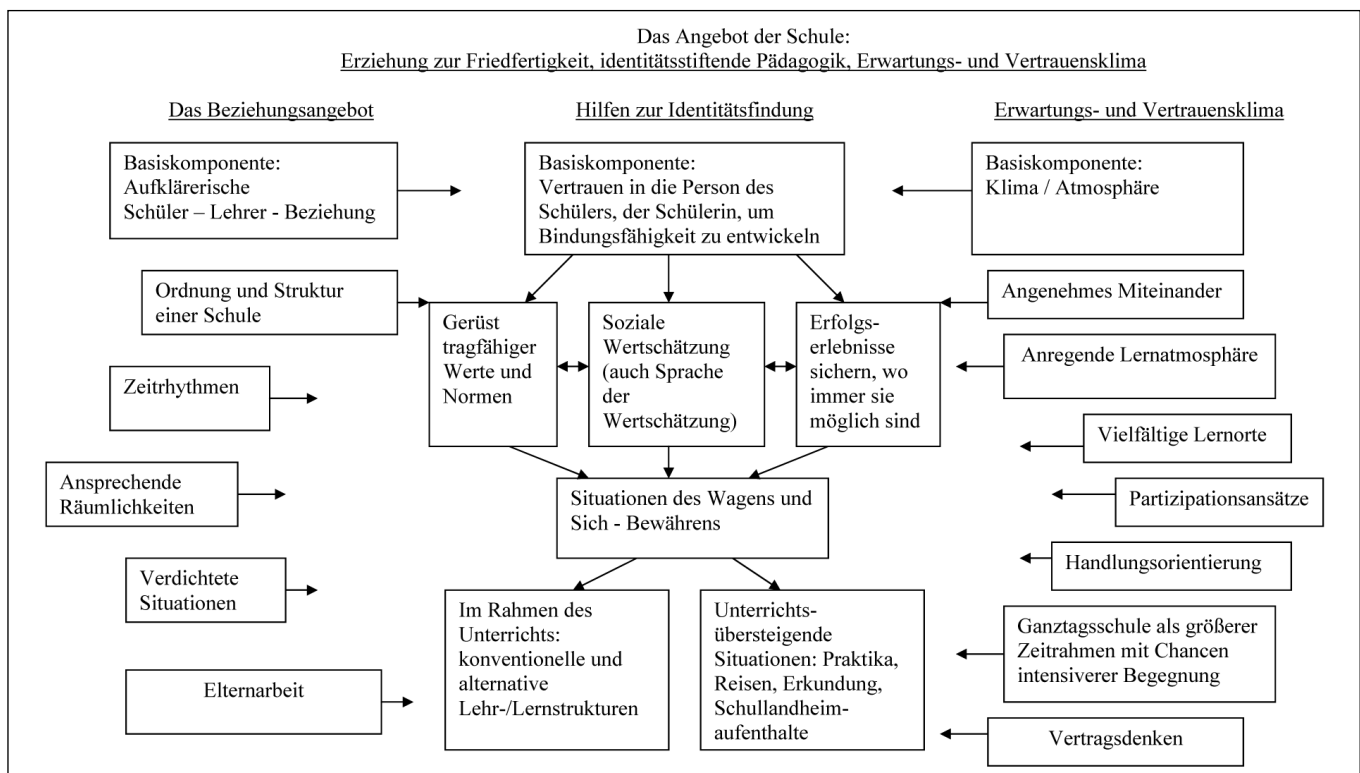 Das Angebot der Schule:
Erziehung zur Friedfertigkeit, identitätsstiftende Pädagogik, Erwartungs- und Vertrauensklima
Das Beziehungsangebot
Hilfen zur Identitätsfindung
Erwartungs- und Vertrauensklima
Basiskomponente:
Aufklärerische
Schüler – Lehrer - Beziehung
Basiskomponente:
Vertrauen in die Person des
Schülers, der Schülerin, um
Bindungsfähigkeit zu entwickeln
Basiskomponente:
Klima / Atmosphäre
Ordnung und Struktur
einer Schule
Gerüst
tragfähiger
Werte und
Normen
Soziale
Wertschätzung
(auch Sprache
der
Wertschätzung)
Erfolgs-
erlebnisse
sichern, wo
immer sie
möglich sind
Angenehmes Miteinander
Anregende Lernatmosphäre
Zeitrhythmen
Vielfältige Lernorte
Ansprechende
Räumlichkeiten
Situationen des Wagens und
Sich - Bewährens
Partizipationsansätze
Handlungsorientierung
Verdichtete
Situationen
Im Rahmen des
Unterrichts:
konventionelle und
alternative
Lehr-/Lernstrukturen
Unterrichts-
übersteigende
Situationen: Praktika,
Reisen, Erkundung,
Schullandheim-
aufenthalte
Ganztagsschule als größerer
Zeitrahmen mit Chancen
intensiverer Begegnung
Elternarbeit
Vertragsdenken